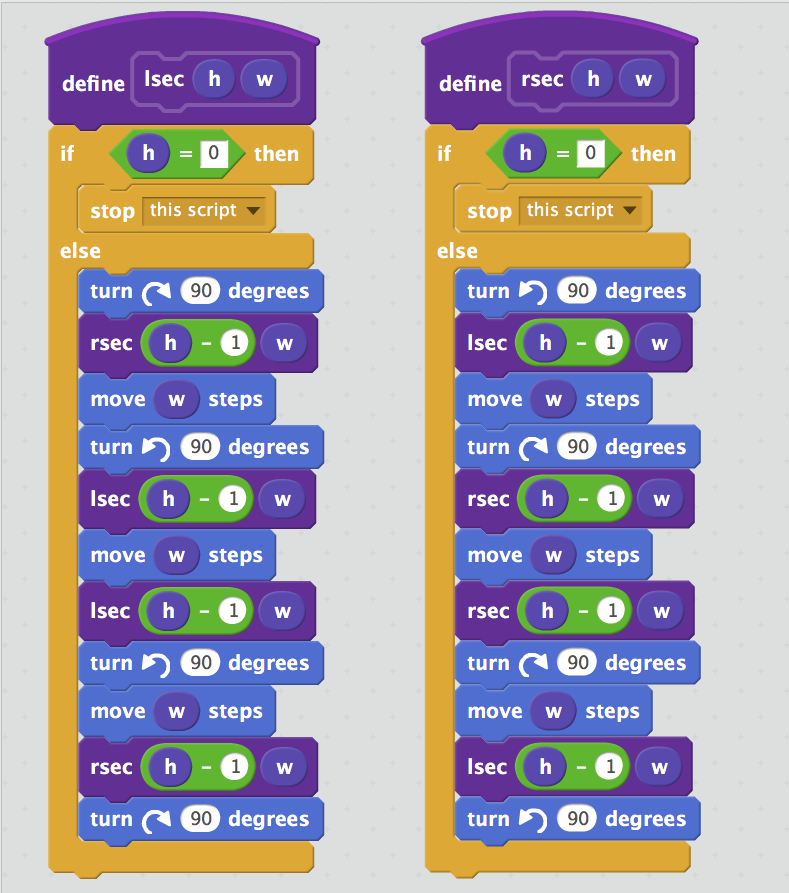 define lsec h w
if h = 0 then
stop this script
else
turn 90 degrees
rsec h - 1 w
move w steps
turn 90 degrees
lsec h - 1 w
move w steps
lsec h - 1 w
turn 90 degrees
move w steps
rsec h - 1 w
turn 90 degrees
define rsec h w
if h = 0 then
stop this script
else
turn 90 degrees
lsec h - 1 w
move w steps
turn 90 degrees
rsec h - 1 w
move w steps
rsec h - 1 w
turn 90 degrees
move w steps
lsec h - 1 w
turn 90 degrees